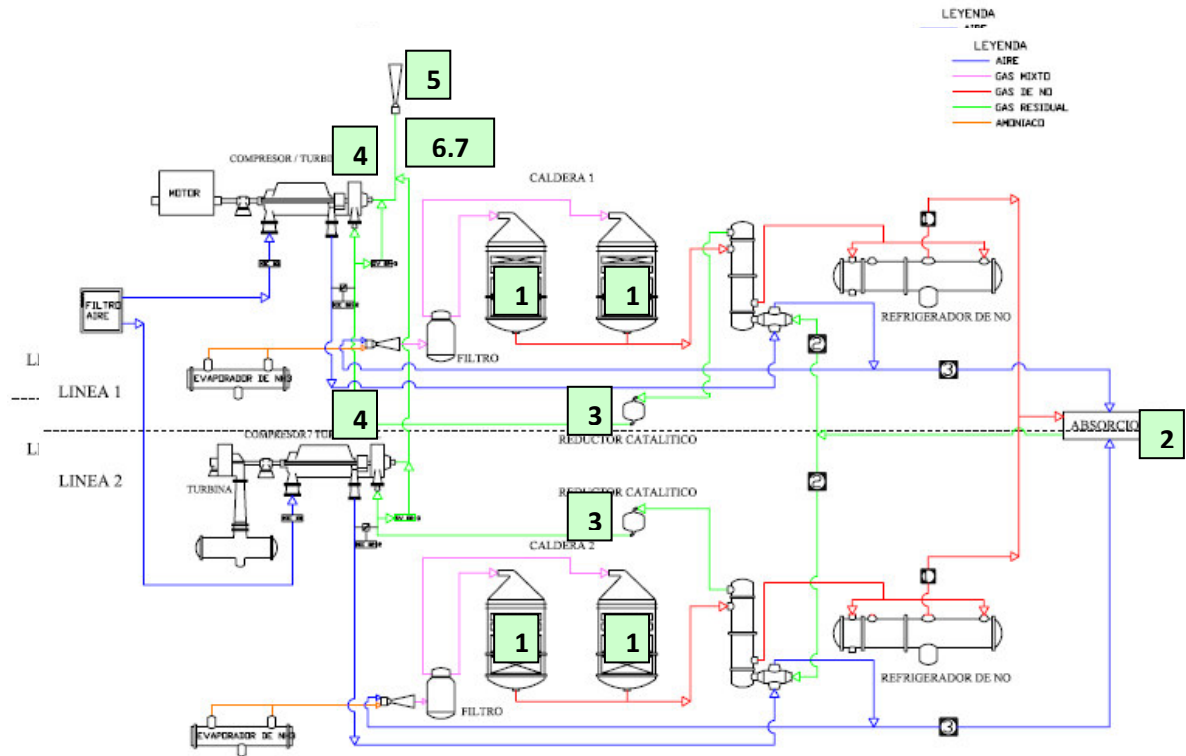 LEYENDA
LEYENDA
AIRE
GAS MIXTO
GAS DE NO
GAS RESIDUAL
AMONIACO
5
6.7
4
COMPRESOR / TURBI
MOTOR
CALDERA 1
1
1
FILTRO
AIRE
FILTRO
REFRIGERADOR DE NO
2
3
EVAPORADOR DE NH3
LINEA 1
4
3
REDUCTOR CATALITICO
ABSORCIO
2
COMPRESOR / TU
LINEA 2
TURBINA
REDUCTOR CATALITICO
2
3
CALDERA 2
1
1
FILTRO
REFRIGERADOR DE NO
3
EVAPORADOR DE NH3